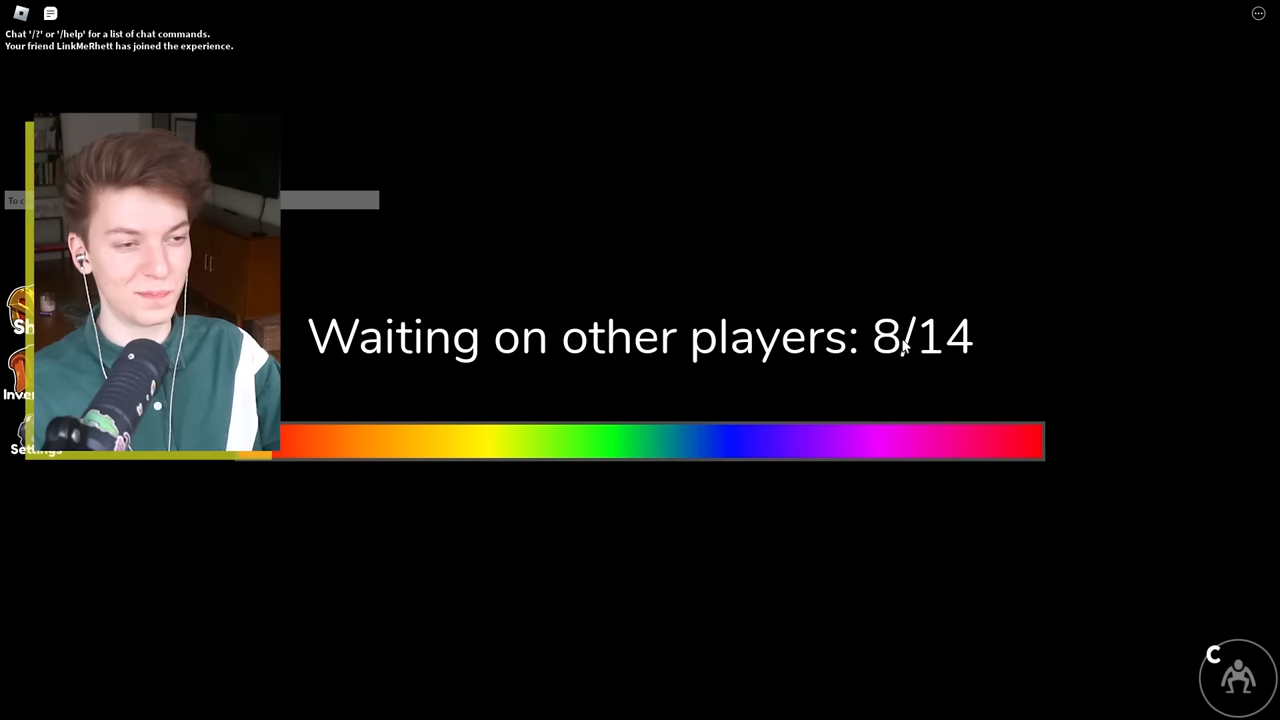 Chat '/?' or '/help' for a list of chat commands.
Your friend LinkMeRhett has joined the experience.
Waiting on other players: 8/14
Settings
C